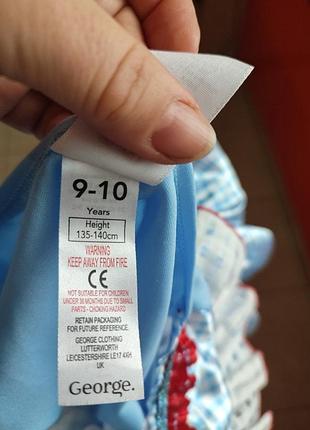 9-10
Years
Height
135-140cm
WARNING
KEEP AWAY FROM FIRE
CE
NOT SUITABLE FOR CHILDREN
UNDER 36 MONTHS DUE TO SMALL
PARTS - CHOKING HAZARD
RETAIN PACKAGING
FOR FUTURE REFERENCE.
GEORGE CLOTHING
LUTTERWORTH
LEICESTERSHIRE LE17 4XH
UK
George.